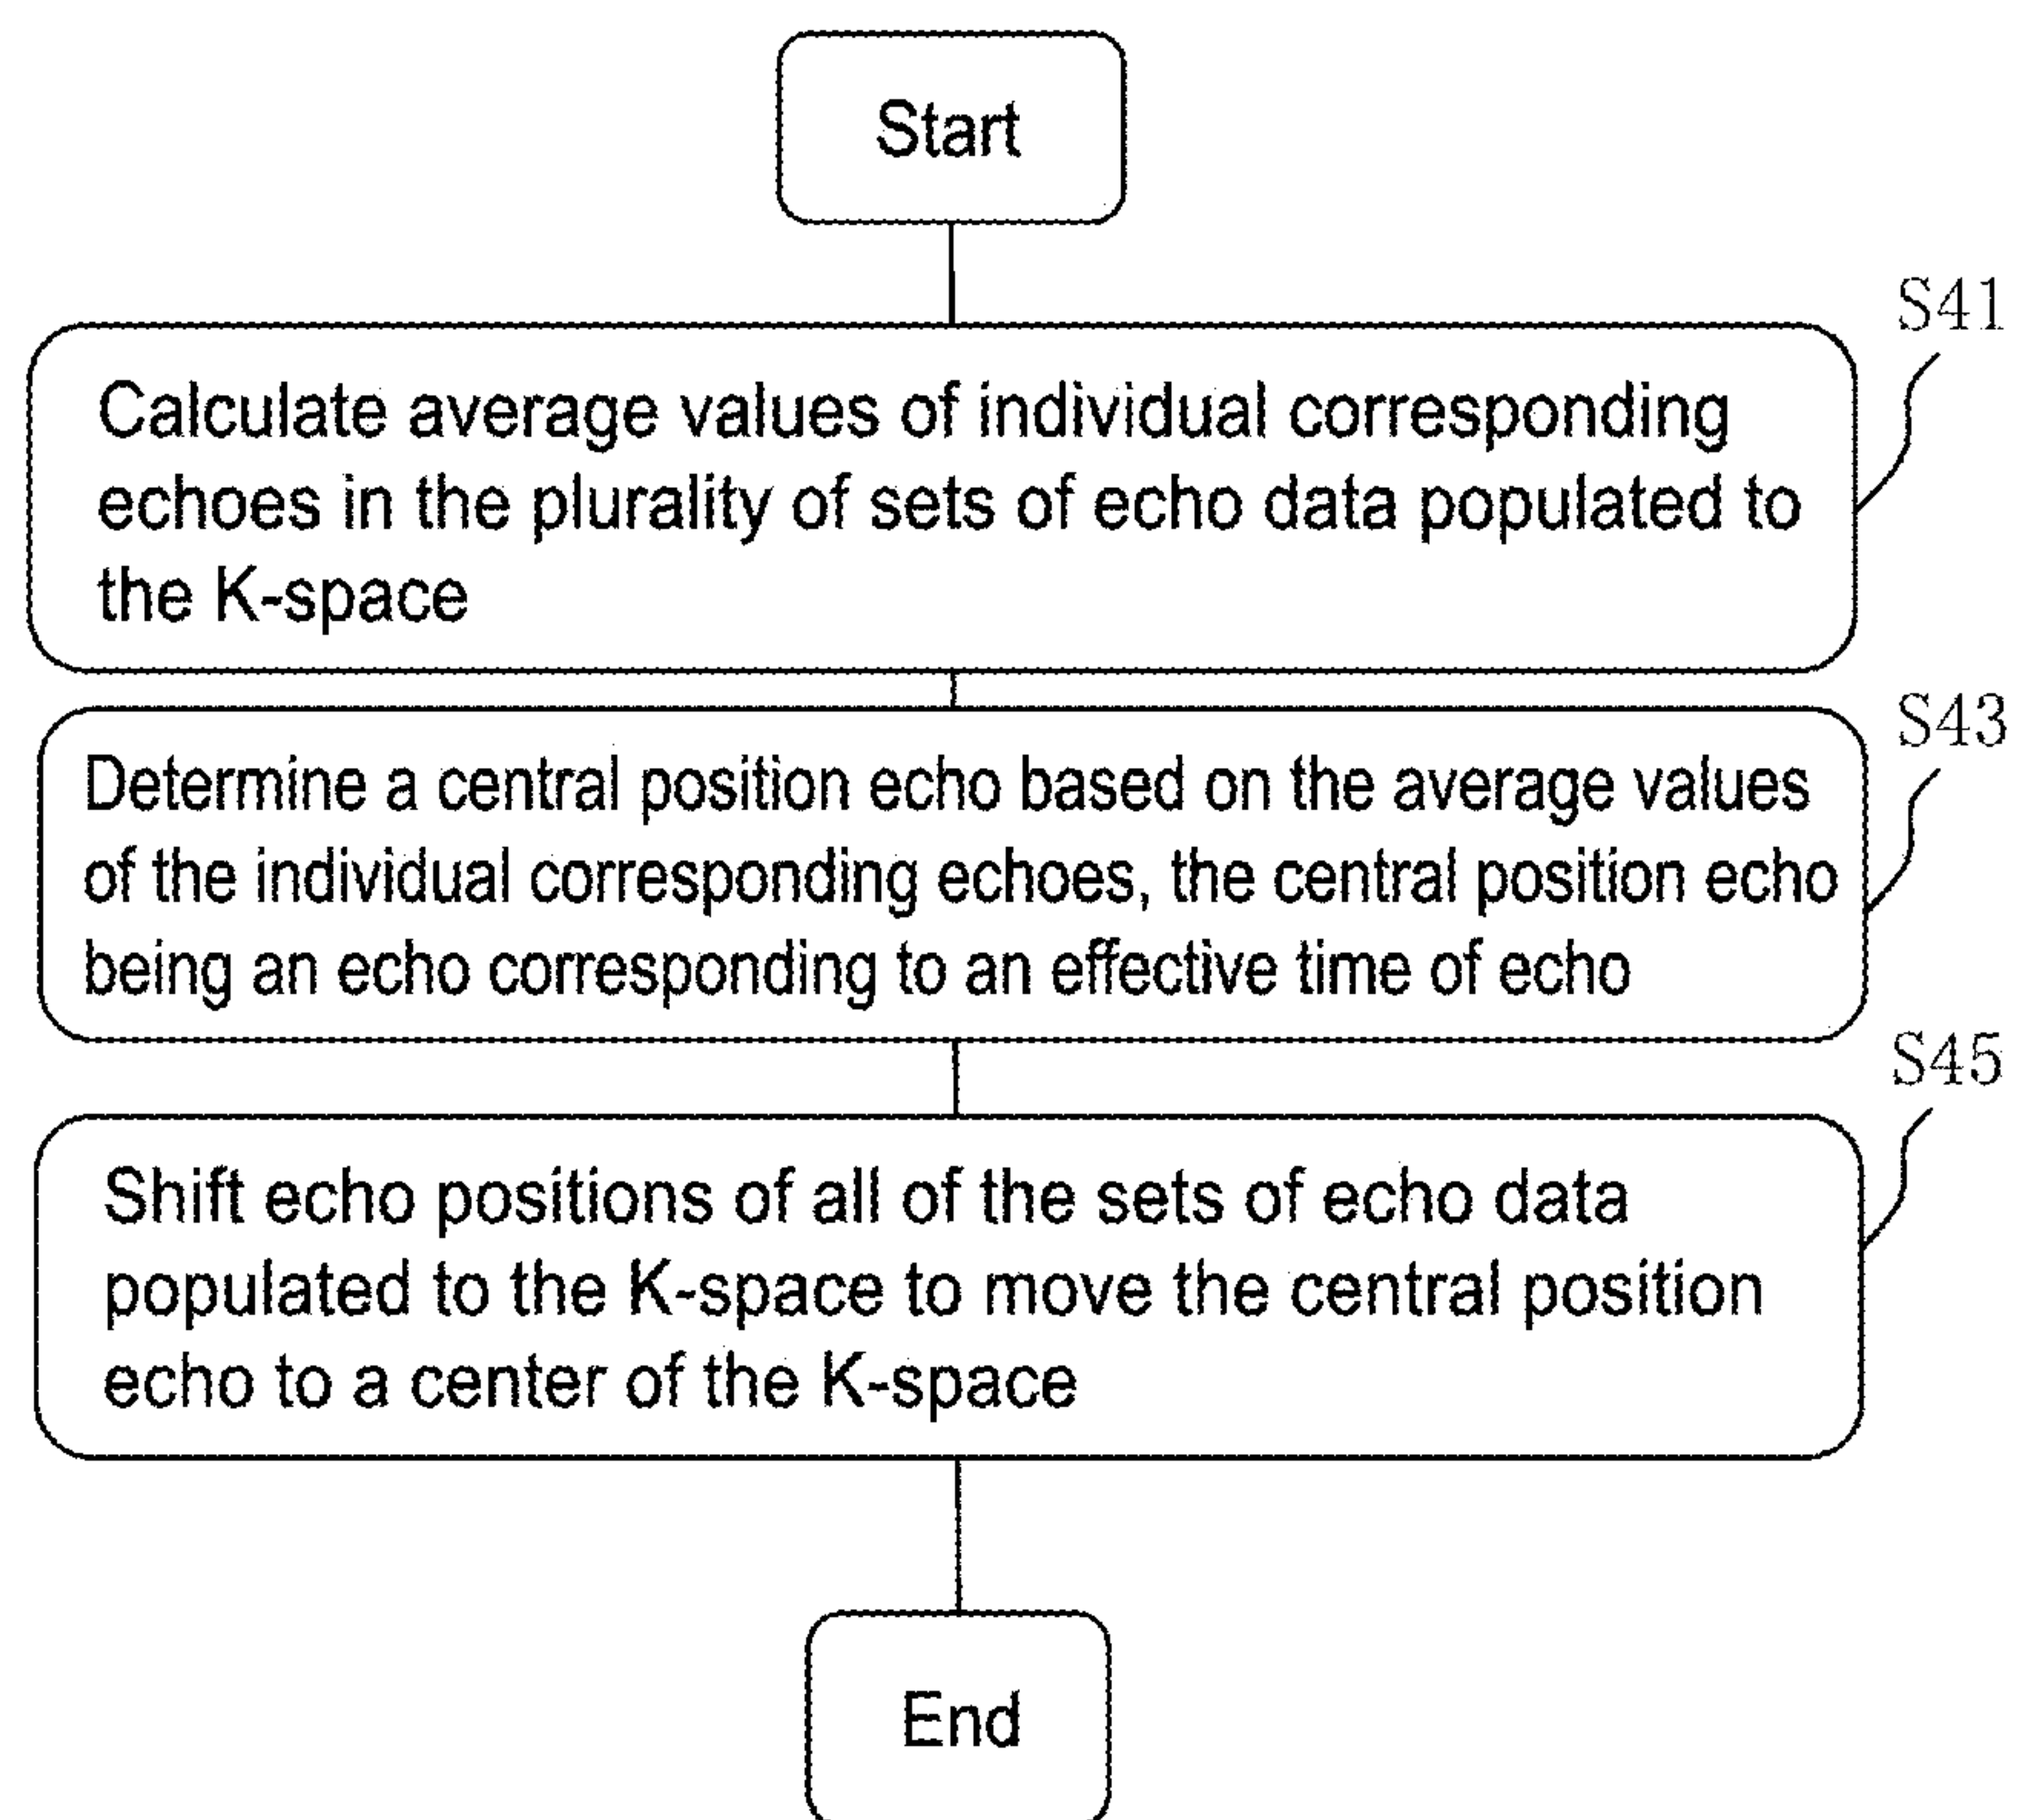 Start
S41
Calculate average values of individual corresponding
echoes in the plurality of sets of echo data populated to
the K-space
S43
Determine a central position echo based on the average values
of the individual corresponding echoes, the central position echo
being an echo corresponding to an effective time of echo
S45
Shift echo positions of all of the sets of echo data
populated to the K-space to move the central position
echo to a center of the K-space
End